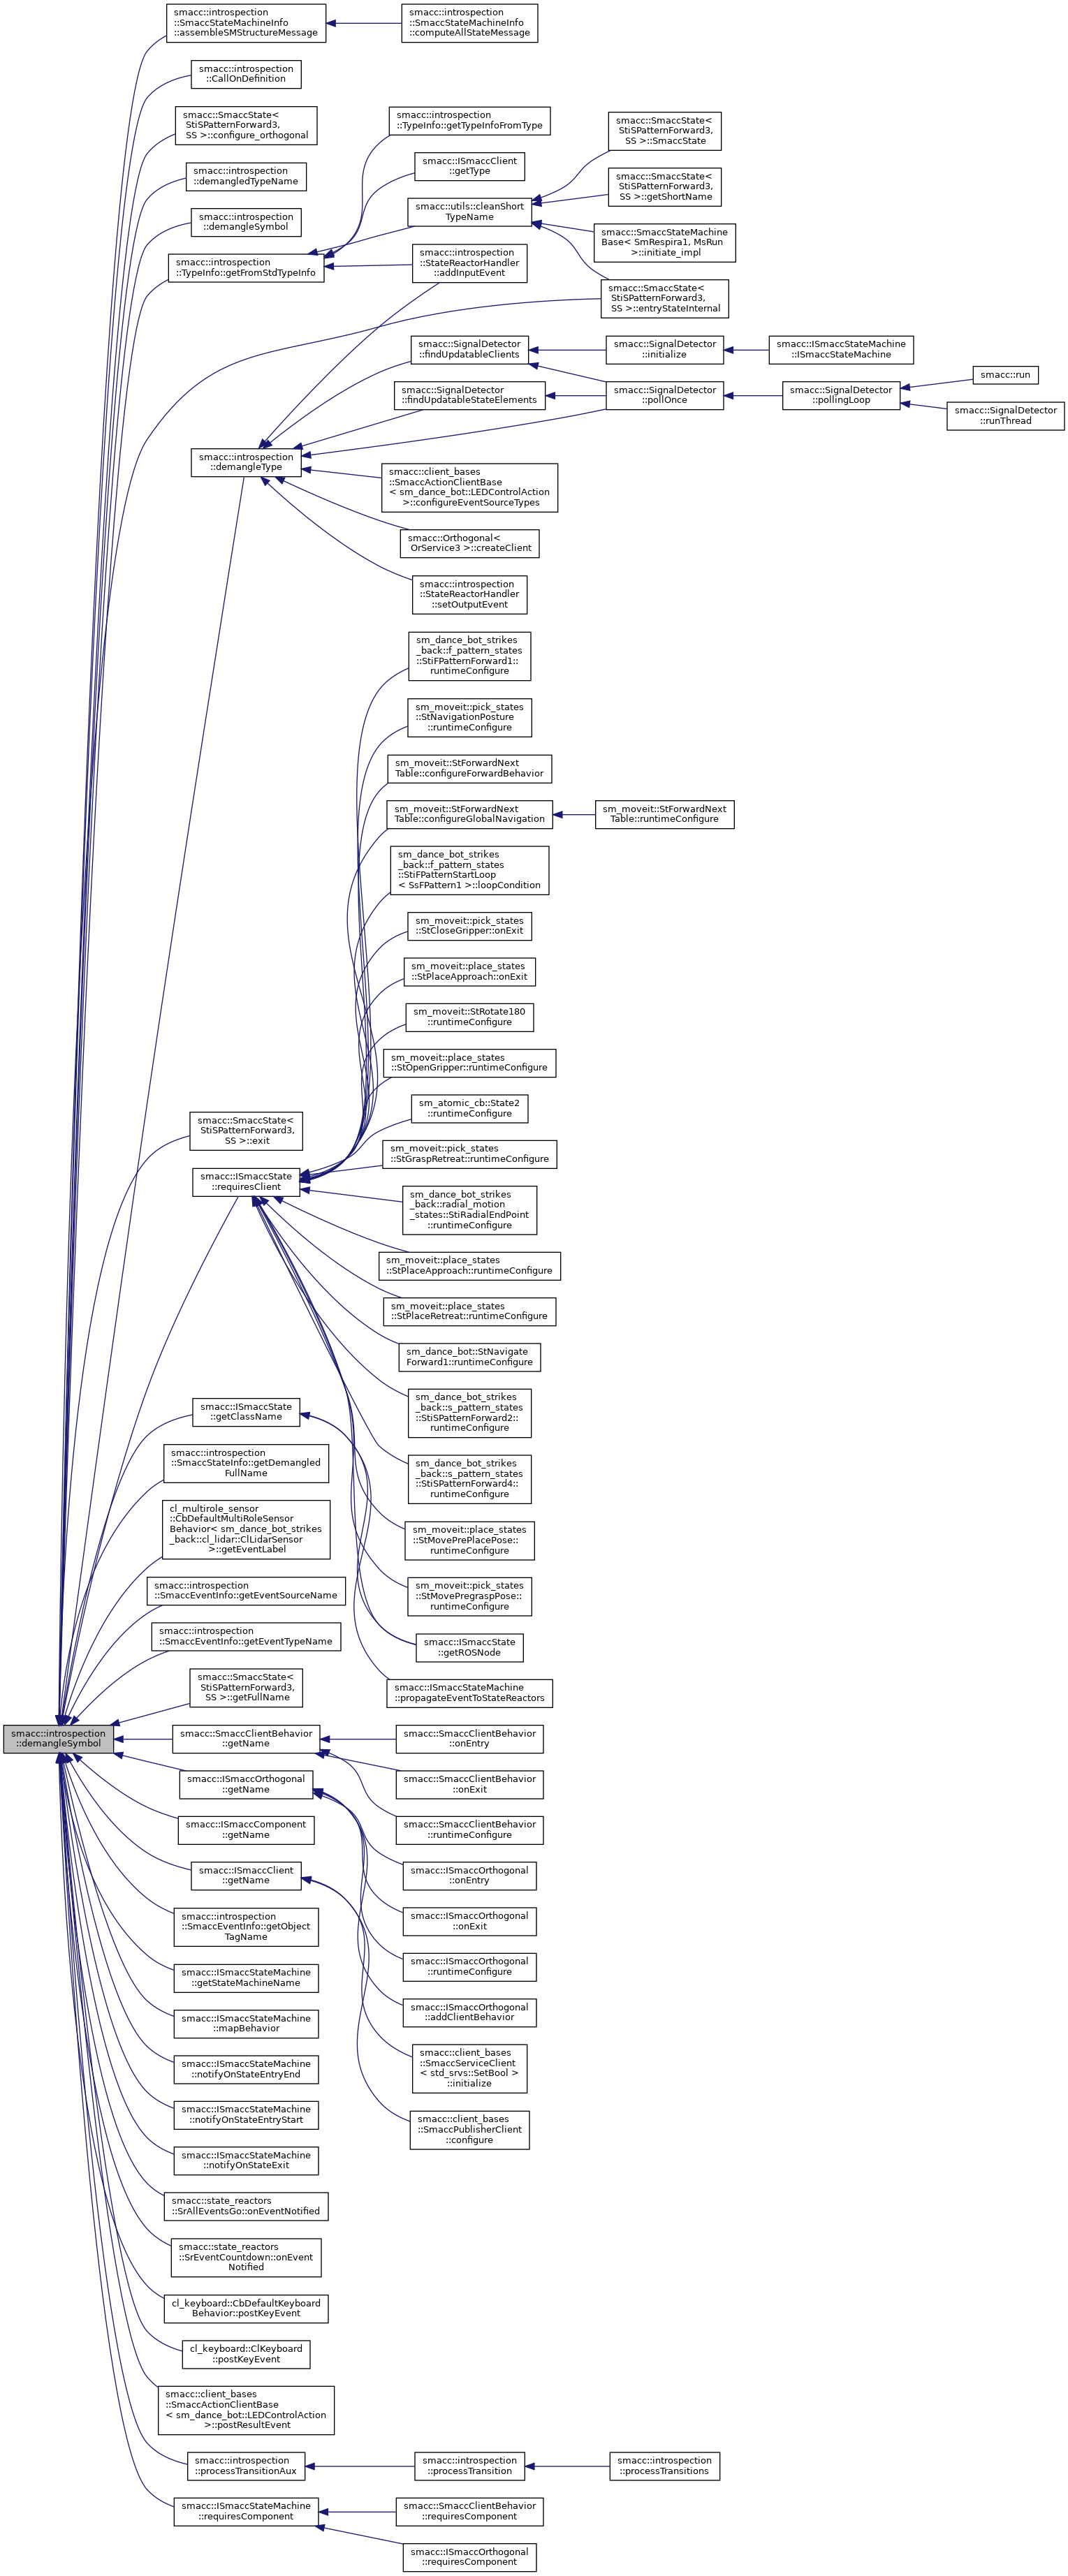 smacc::introspection
::SmaccStateMachineInfo
::assembleSMStructureMessage
smacc::introspection
::SmaccStateMachineInfo
::computeAllStateMessage
smacc::introspection
::CallOnDefinition
smacc::SmaccState<
StiSPatternForward3,
SS >::configure_orthogonal
smacc::introspection
::demangledTypeName
smacc::introspection
::demangleSymbol
smacc::introspection
::TypeInfo::getFromStdTypeInfo
smacc::introspection
::TypeInfo::getTypeInfoFromType
smacc::ISmaccClient
::getType
smacc::utils::cleanShort
TypeName
smacc::introspection
::StateReactorHandler
::addInputEvent
smacc::SmaccState<
StiSPatternForward3,
SS >::SmaccState
smacc::SmaccState<
StiSPatternForward3,
SS >::getShortName
smacc::SmaccStateMachine
Base< SmRespira1, MsRun
>::initiate_impl
smacc::SmaccState<
StiSPatternForward3,
SS >::entryStateInternal
smacc::SignalDetector
::findUpdatableClients
smacc::SignalDetector
::initialize
smacc::ISmaccStateMachine
::ISmaccStateMachine
smacc::SignalDetector
::findUpdatableStateElements
smacc::SignalDetector
::pollOnce
smacc::SignalDetector
::pollingLoop
smacc::run
smacc::SignalDetector
::runThread
smacc::introspection
::demangleType
smacc::client_bases
::SmaccActionClientBase
< sm_dance_bot::LEDControlAction
>::configureEventSourceTypes
smacc::Orthogonal<
OrService3 >::createClient
smacc::introspection
::StateReactorHandler
::setOutputEvent
sm_dance_bot_strikes
_back::f_pattern_states
::StiFPatternForward1::
runtimeConfigure
sm_moveit::pick_states
::StNavigationPosture
::runtimeConfigure
sm_moveit::StForwardNext
Table::configureForwardBehavior
sm_moveit::StForwardNext
Table::configureGlobalNavigation
sm_moveit::StForwardNext
Table::runtimeConfigure
sm_dance_bot_strikes
_back::f_pattern_states
::StiFPatternStartLoop
< SsFPattern1 >::loopCondition
sm_moveit::pick_states
::StCloseGripper::onExit
sm_moveit::place_states
::StPlaceApproach::onExit
sm_moveit::StRotate180
::runtimeConfigure
sm_moveit::place_states
::StOpenGripper::runtimeConfigure
sm_atomic_cb::State2
::runtimeConfigure
smacc::SmaccState<
StiSPatternForward3,
SS >::exit
sm_moveit::pick_states
::StGraspRetreat::runtimeConfigure
smacc::ISmaccState
::requiresClient
sm_dance_bot_strikes
_back::radial_motion
_states::StiRadialEndPoint
::runtimeConfigure
sm_moveit::place_states
::StPlaceApproach::runtimeConfigure
sm_moveit::place_states
::StPlaceRetreat::runtimeConfigure
sm_dance_bot::StNavigate
Forward1::runtimeConfigure
sm_dance_bot_strikes
_back::s_pattern_states
::StiSPatternForward2::
runtimeConfigure
smacc::ISmaccState
::getClassName
sm_dance_bot_strikes
_back::s_pattern_states
::StiSPatternForward4::
runtimeConfigure
smacc::introspection
::SmaccStateInfo::getDemangled
FullName
cl_multirole_sensor
::CbDefaultMultiRoleSensor
Behavior< sm_dance_bot_strikes
_back::cl_lidar::ClLidarSensor
>::getEventLabel
sm_moveit::place_states
::StMovePrePlacePose::
runtimeConfigure
smacc::introspection
::SmaccEventInfo::getEventSourceName
sm_moveit::pick_states
::StMovePregraspPose::
runtimeConfigure
smacc::introspection
::SmaccEventInfo::getEventTypeName
smacc::ISmaccState
::getROSNode
smacc::SmaccState<
StiSPatternForward3,
SS >::getFullName
smacc::ISmaccStateMachine
::propagateEventToStateReactors
smacc::introspection
::demangleSymbol
smacc::SmaccClientBehavior
::getName
smacc::SmaccClientBehavior
::onEntry
smacc::ISmaccOrthogonal
::getName
smacc::SmaccClientBehavior
::onExit
smacc::ISmaccComponent
::getName
smacc::SmaccClientBehavior
::runtimeConfigure
smacc::ISmaccClient
::getName
smacc::ISmaccOrthogonal
::onEntry
smacc::introspection
::SmaccEventInfo::getObject
TagName
smacc::ISmaccOrthogonal
::onExit
smacc::ISmaccStateMachine
::getStateMachineName
smacc::ISmaccOrthogonal
::runtimeConfigure
smacc::ISmaccStateMachine
::mapBehavior
smacc::ISmaccOrthogonal
::addClientBehavior
smacc::ISmaccStateMachine
::notifyOnStateEntryEnd
smacc::client_bases
::SmaccServiceClient
< std_srvs::SetBool >
::initialize
smacc::ISmaccStateMachine
::notifyOnStateEntryStart
smacc::client_bases
::SmaccPublisherClient
::configure
smacc::ISmaccStateMachine
::notifyOnStateExit
smacc::state_reactors
::SrAllEventsGo::onEventNotified
smacc::state_reactors
::SrEventCountdown::onEvent
Notified
cl_keyboard::CbDefaultKeyboard
Behavior::postKeyEvent
cl_keyboard::ClKeyboard
::postKeyEvent
smacc::client_bases
::SmaccActionClientBase
< sm_dance_bot::LEDControlAction
>::postResultEvent
smacc::introspection
::processTransitionAux
smacc::introspection
::processTransition
smacc::introspection
::processTransitions
smacc::ISmaccStateMachine
::requiresComponent
smacc::SmaccClientBehavior
::requiresComponent
smacc::ISmaccOrthogonal
::requiresComponent